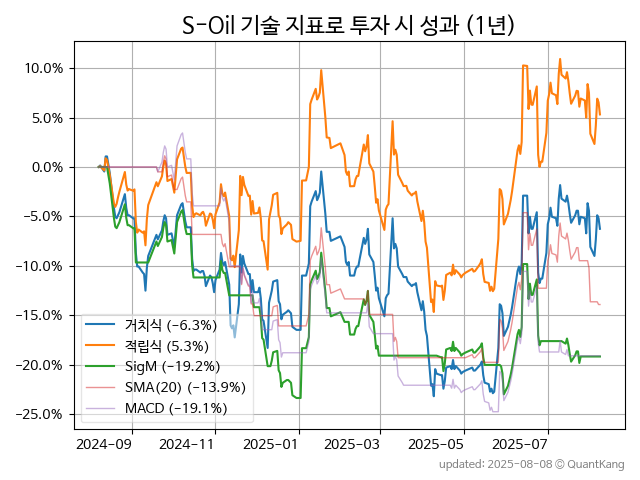 S-Oil 기술 지표로 투자 시 성과 (1년)
10.0%
5.0%
0.0%
−5.0%
−10.0%
−15.0%
−20.0%
−25.0%
거치식 (−6.3%)
적립식 (5.3%)
SigM (−19.2%)
SMA(20) (−13.9%)
MACD (−19.1%)
2024-09 2024-11 2025-01 2025-03 2025-05 2025-07
updated: 2025-08-08 © QuantKang